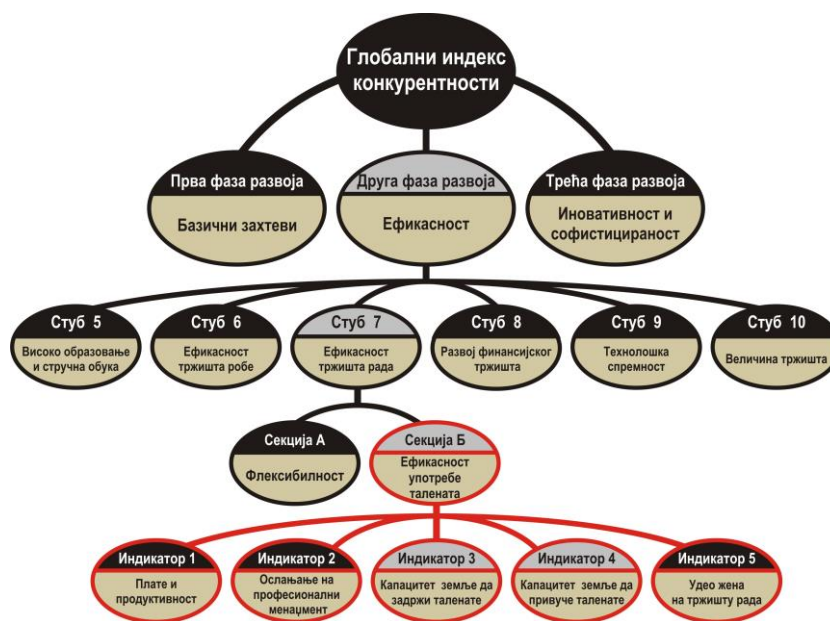 Глобални индекс
конкурентности
Прва фаза развоја
Базични захтеви
Друга фаза развоја
Ефикасност
Трећа фаза развоја
Иновативност и
софистицираност
Стуб 5
Високо образовање
и стручна обука
Стуб 6
Ефикасност
тржишта робе
Стуб 7
Ефикасност
тржишта рада
Стуб 8
Развој финансијског
тржишта
Стуб 9
Технолошка
спремност
Стуб 10
Величина тржишта
Секција А
Флексибилност
Секција Б
Ефикасност
употребе
талената
Индикатор 1
Плате и
продуктивност
Индикатор 2
Ослањање на
професионални
менаџмент
Индикатор 3
Капацитет земље да
задржи таленате
Индикатор 4
Капацитет земље да
привуче таленате
Индикатор 5
Удео жена
на тржишту рада